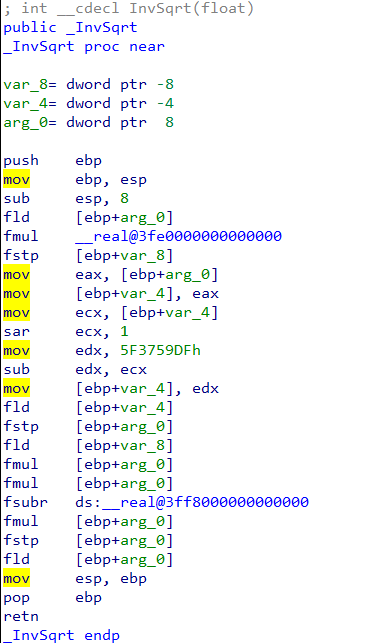 ; int __cdecl InvSqrt(float)
public _InvSqrt
_InvSqrt proc near
var_8= dword ptr -8
var_4= dword ptr -4
arg_0= dword ptr  8
push    ebp
mov     ebp, esp
sub     esp, 8
fld     [ebp+arg_0]
fmul    __real@3fe0000000000000
fstp    [ebp+var_8]
mov     eax, [ebp+arg_0]
mov     [ebp+var_4], eax
mov     ecx, [ebp+var_4]
sar     ecx, 1
mov     edx, 5F3759DFh
sub     edx, ecx
mov     [ebp+var_4], edx
fld     [ebp+var_4]
fstp    [ebp+arg_0]
fld     [ebp+var_8]
fmul    [ebp+arg_0]
fmul    [ebp+arg_0]
fsubr   ds:__real@3ff8000000000000
fmul    [ebp+arg_0]
fstp    [ebp+arg_0]
fld     [ebp+arg_0]
mov     esp, ebp
pop     ebp
retn
_InvSqrt endp